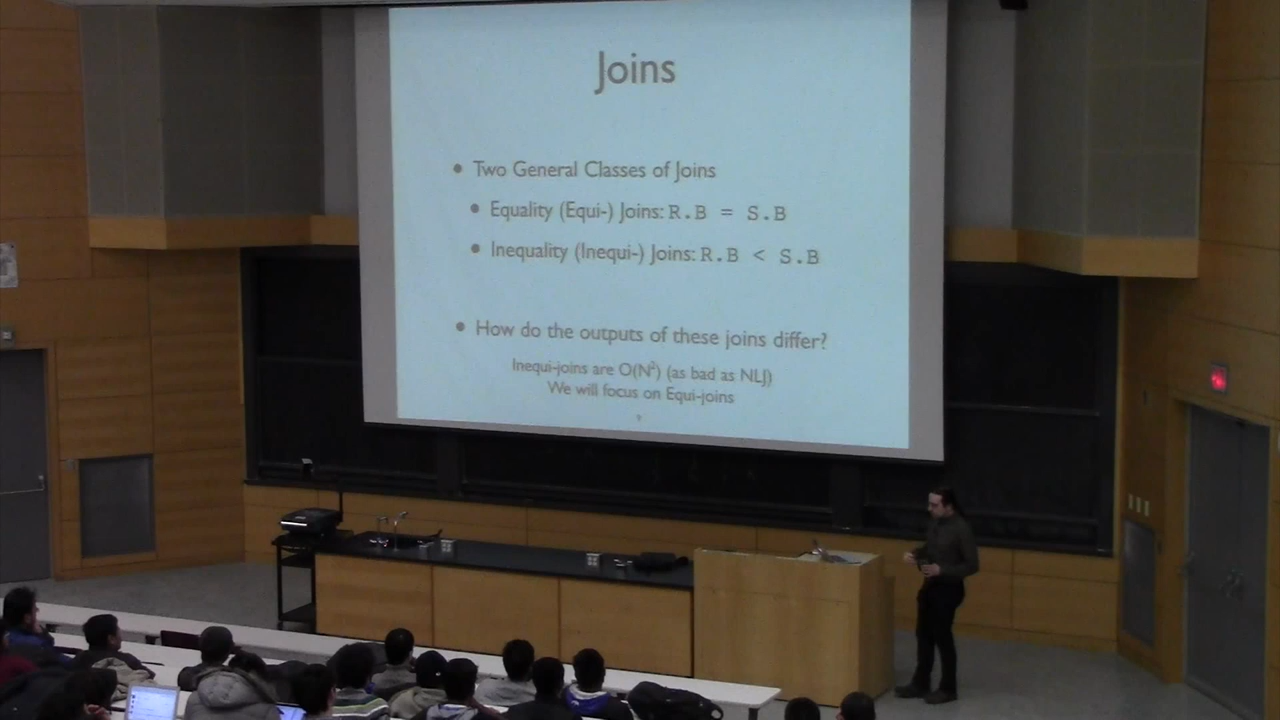 Joins
• Two General Classes of Joins
• Equality (Equi-) Joins: R.B = S.B
• Inequality (Inequi-) Joins: R.B < S.B
• How do the outputs of these joins differ?
Inequi-joins are O(N²) (as bad as NLJ)
We will focus on Equi-joins